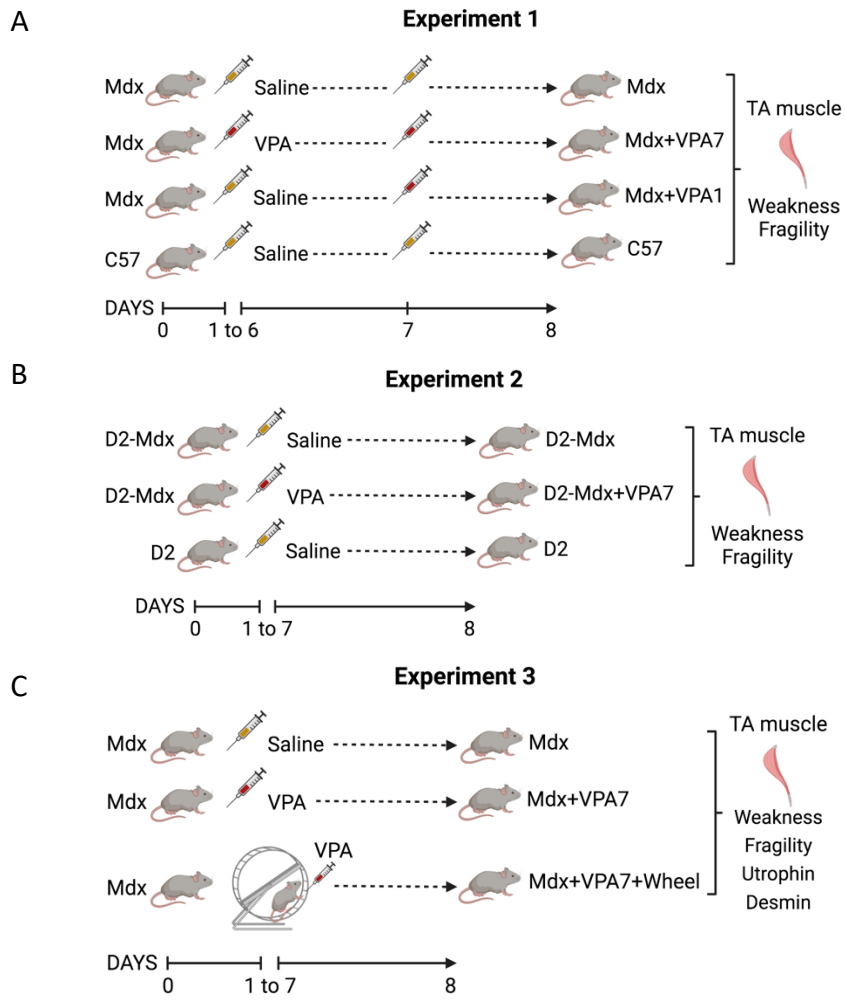 A
Experiment 1
Mdx Saline Mdx
Mdx VPA Mdx+VPA7
Mdx Saline Mdx+VPA1
C57 Saline C57
TA muscle
Weakness
Fragility
DAYS
0 1 to 6 7 8
B
Experiment 2
D2-Mdx Saline D2-Mdx
D2-Mdx VPA D2-Mdx+VPA7
D2 Saline D2
TA muscle
Weakness
Fragility
DAYS
0 1 to 7 8
C
Experiment 3
Mdx Saline Mdx
Mdx VPA Mdx+VPA7
VPA
Mdx Mdx+VPA7+Wheel
TA muscle
Weakness
Fragility
Utrophin
Desmin
DAYS
0 1 to 7 8